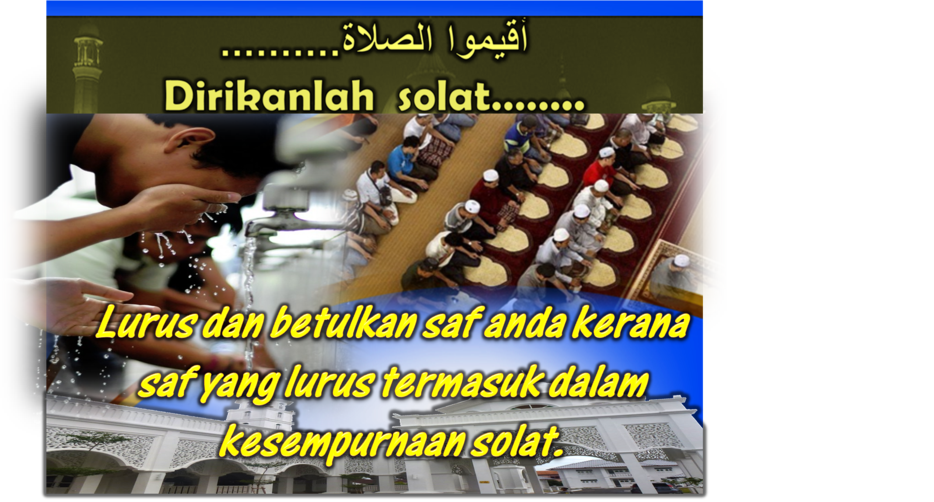 أقيموا الصلاة..........
Dirikanlah solat........
Lurus dan betulkan saf anda kerana
saf yang lurus termasuk dalam
kesempurnaan solat.